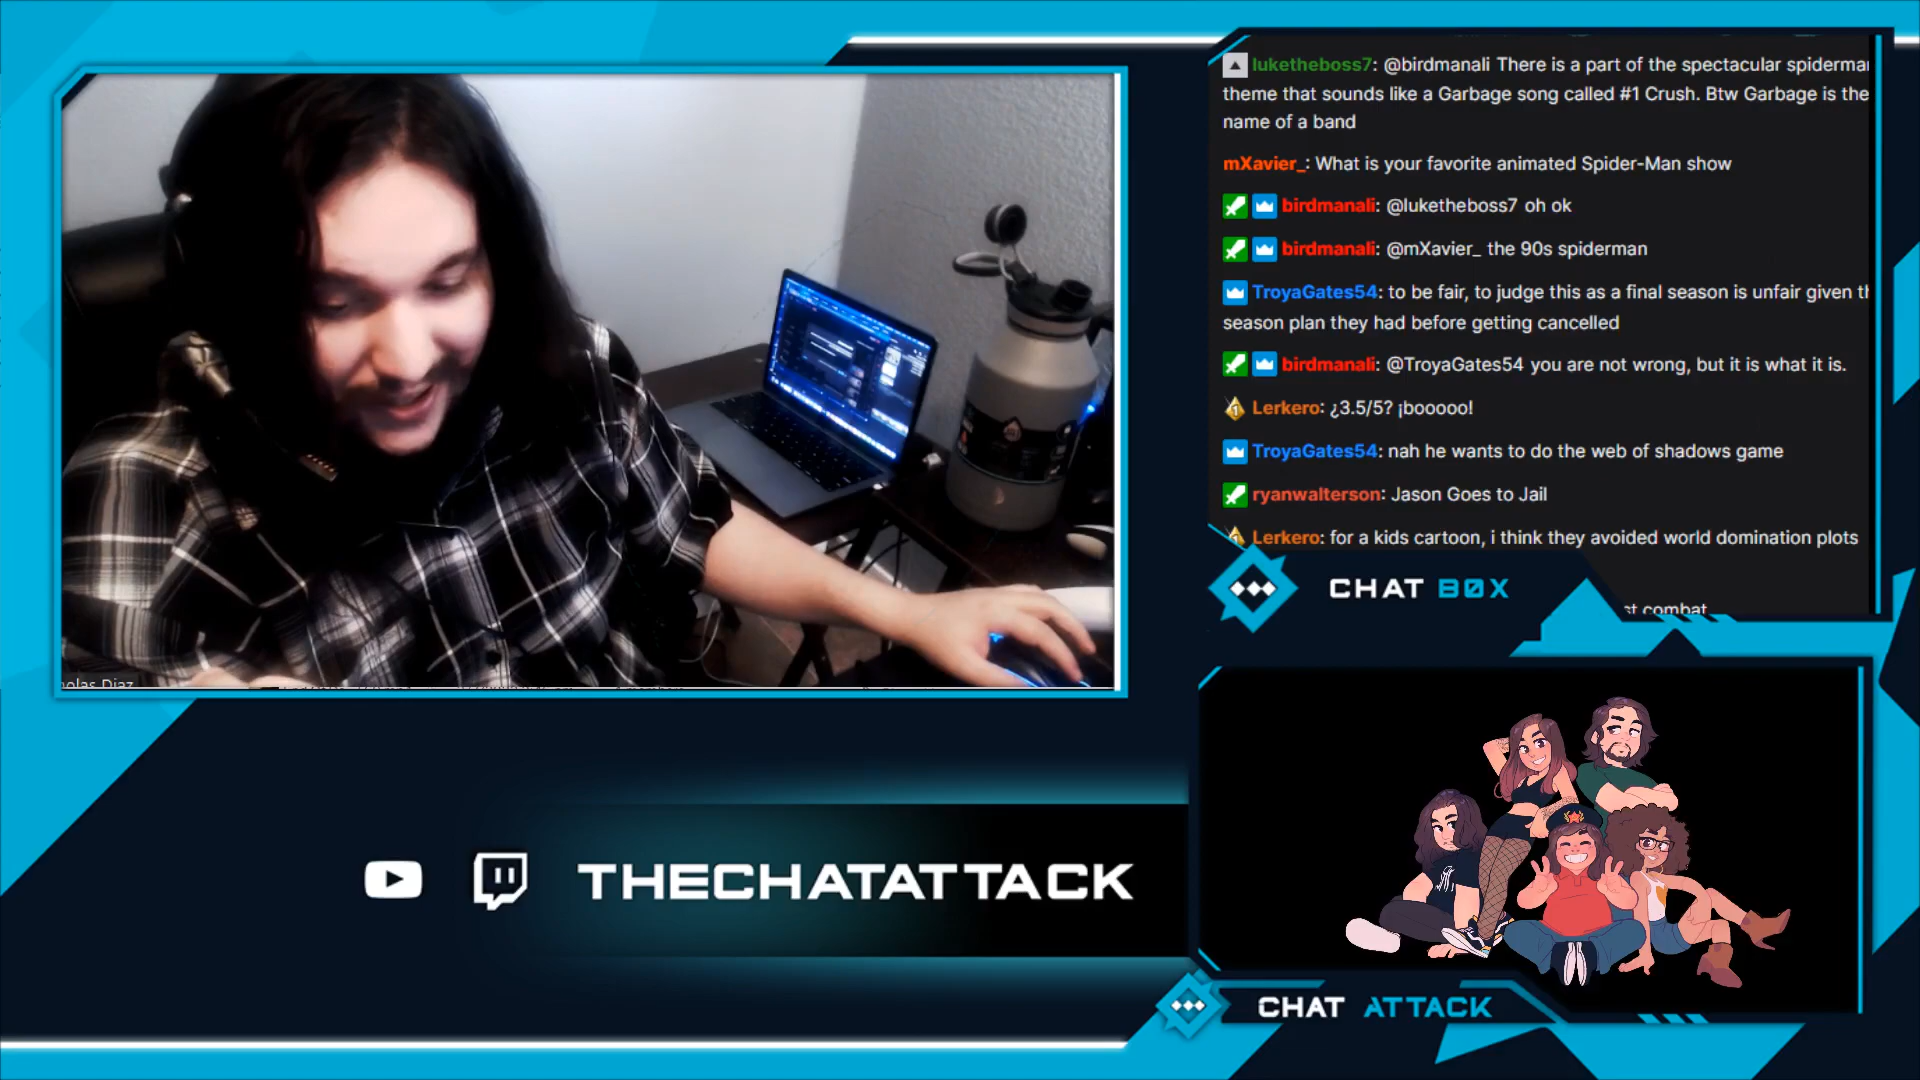 luketheboss7: @birdmanali There is a part of the spectacular spiderman
theme that sounds like a Garbage song called #1 Crush. Btw Garbage is the
name of a band
mXavier_: What is your favorite animated Spider-Man show
birdmanali: @luketheboss7 oh ok
birdmanali: @mXavier_ the 90s spiderman
TroyaGates54: to be fair, to judge this as a final season is unfair given
season plan they had before getting cancelled
birdmanali: @TroyaGates54 you are not wrong, but it is what it is.
Lerkero: ¿3.5/5? ¡booooo!
TroyaGates54: nah he wants to do the web of shadows game
ryanwalterson: Jason Goes to Jail
Lerkero: for a kids cartoon, i think they avoided world domination plots
combat
CHAT B0X
olas Diaz
THECHATATTACK
CHAT ATTACK